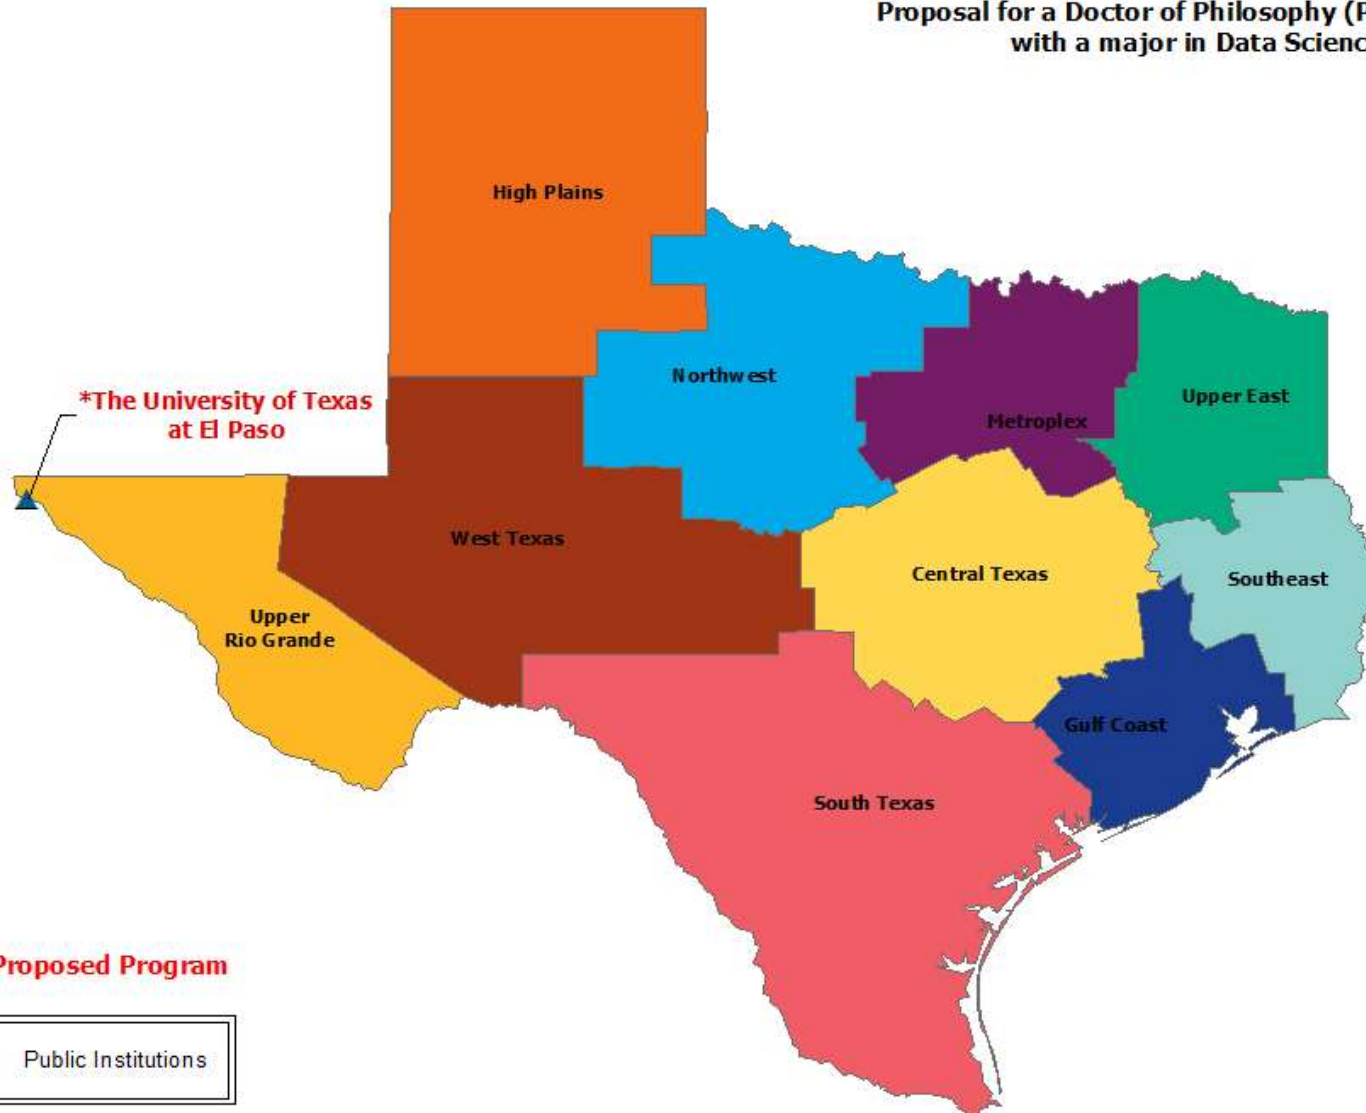 Proposal for a Doctor of Philosophy (P
with a major in Data Scienc
High Plains
Northwest
*The University of Texas
at El Paso
Metroplex
Upper East
West Texas
Central Texas
Southeast
Upper
Rio Grande
Gulf Coast
South Texas
Proposed Program
Public Institutions